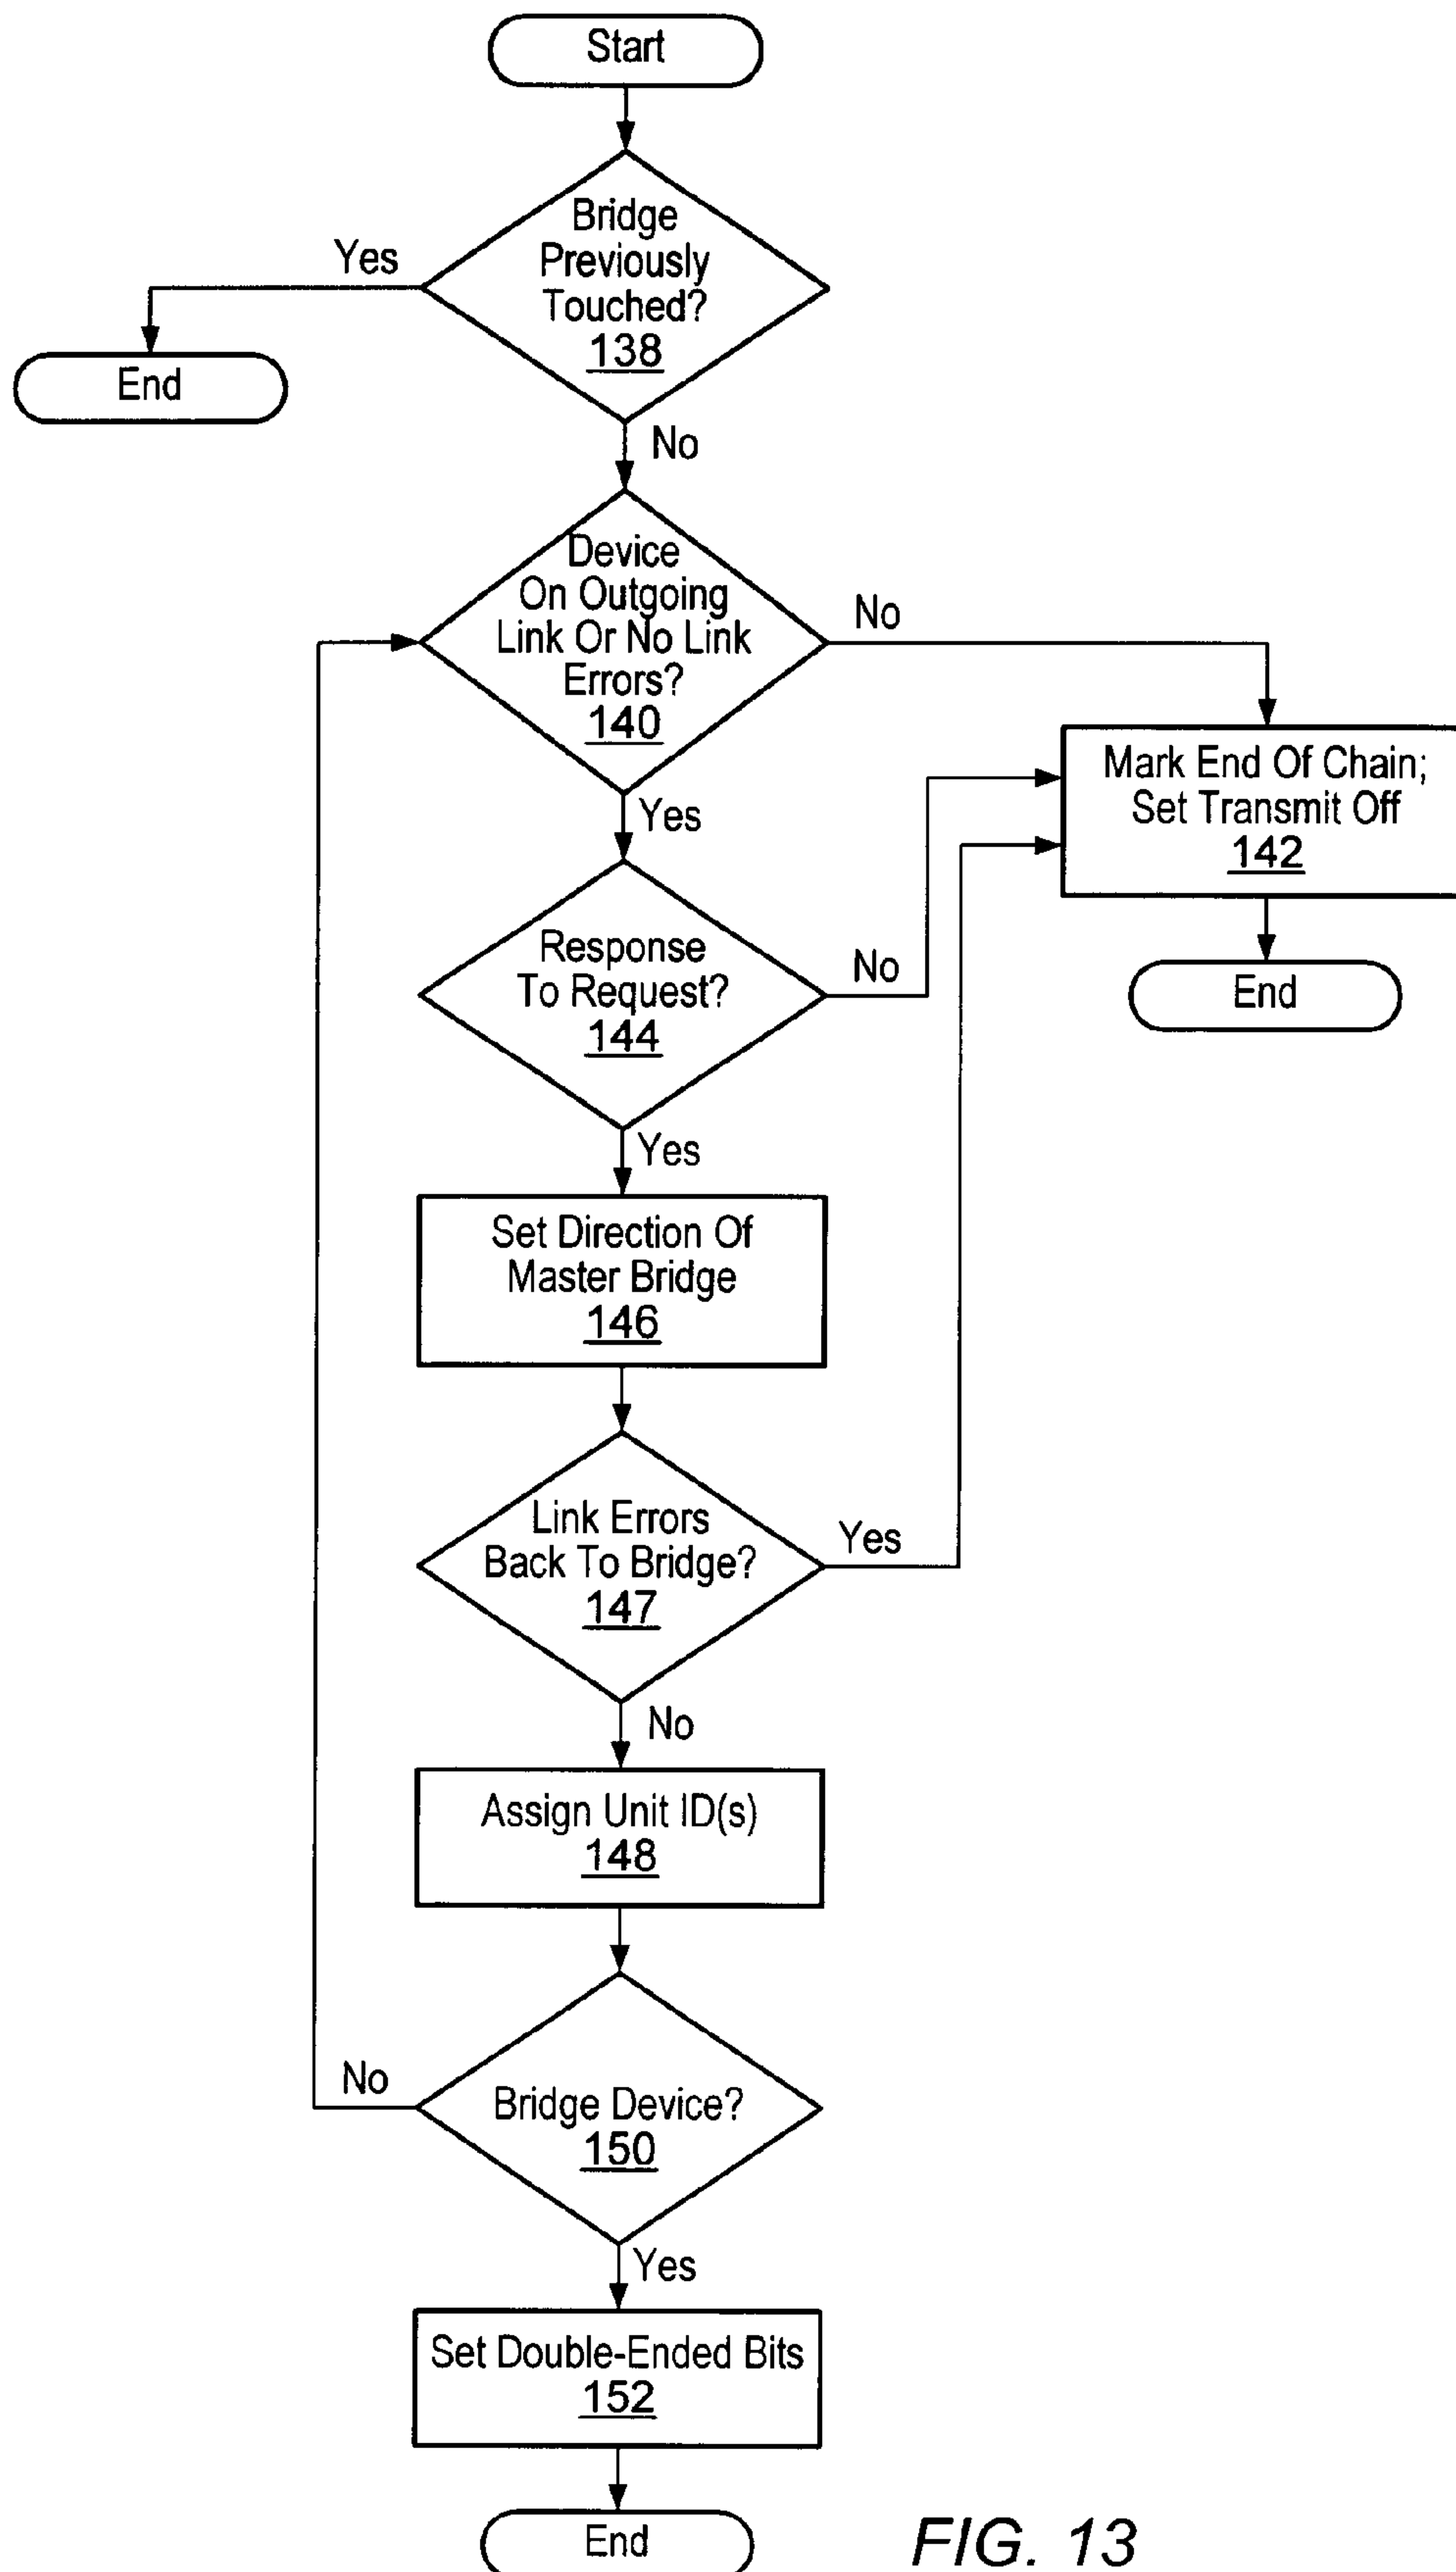 Start
Bridge
Previously
Touched?
138
Yes
End
No
Device
On Outgoing
Link Or No Link
Errors?
140
No
Mark End Of Chain;
Set Transmit Off
142
End
Yes
Response
To Request?
144
No
Yes
Set Direction Of
Master Bridge
146
Link Errors
Back To Bridge?
147
Yes
No
Assign Unit ID(s)
148
Bridge Device?
150
No
Yes
Set Double-Ended Bits
152
End
FIG. 13